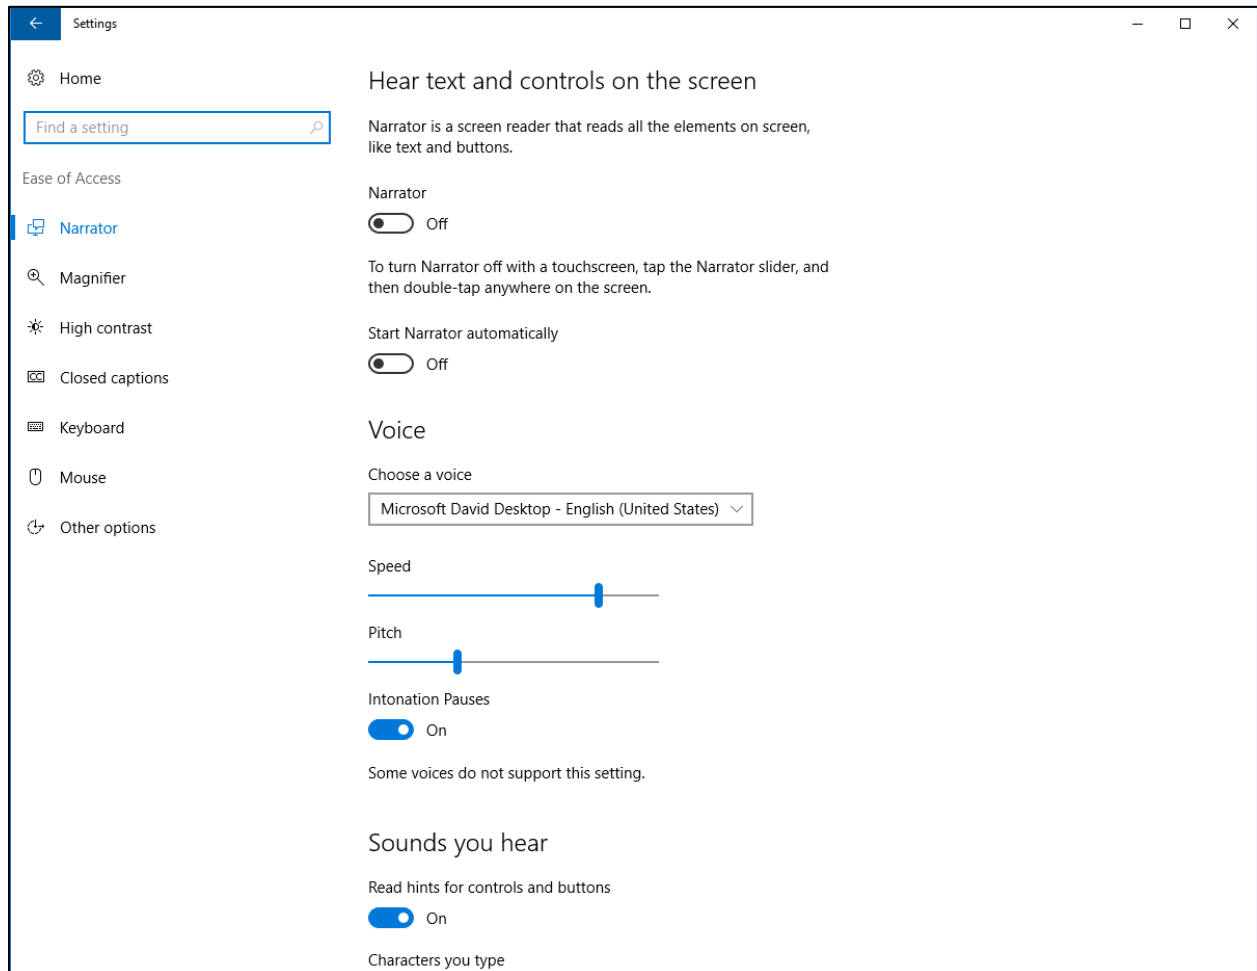 Settings
Home
Find a setting
Ease of Access
Narrator
Magnifier
High contrast
CC
Closed captions
Keyboard
Mouse
Other options
Hear text and controls on the screen
Narrator is a screen reader that reads all the elements on screen,
like text and buttons.
Narrator
Off
To turn Narrator off with a touchscreen, tap the Narrator slider, and
then double-tap anywhere on the screen.
Start Narrator automatically
Off
Voice
Choose a voice
Microsoft David Desktop - English (United States)
Speed
Pitch
Intonation Pauses
On
Some voices do not support this setting.
Sounds you hear
Read hints for controls and buttons
On
Characters you type